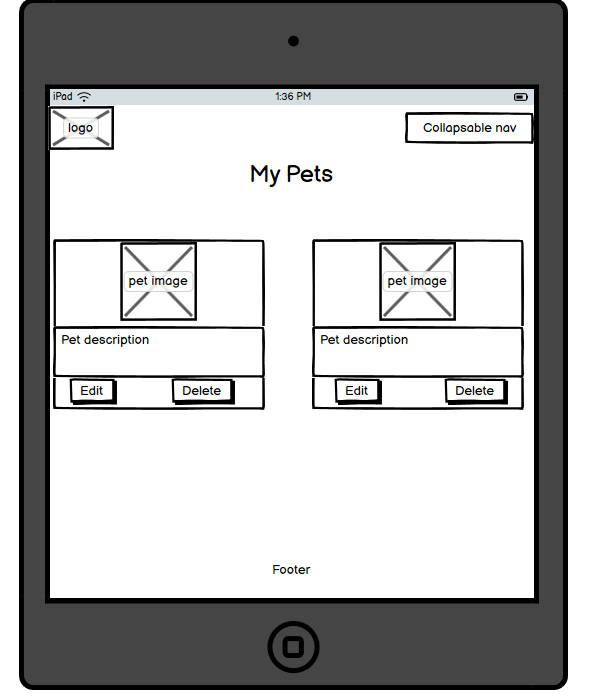 iPad 1:36 PM
logo Collapsable nav
My Pets
pet image pet image
Pet description Pet description
Edit Delete Edit Delete
Footer